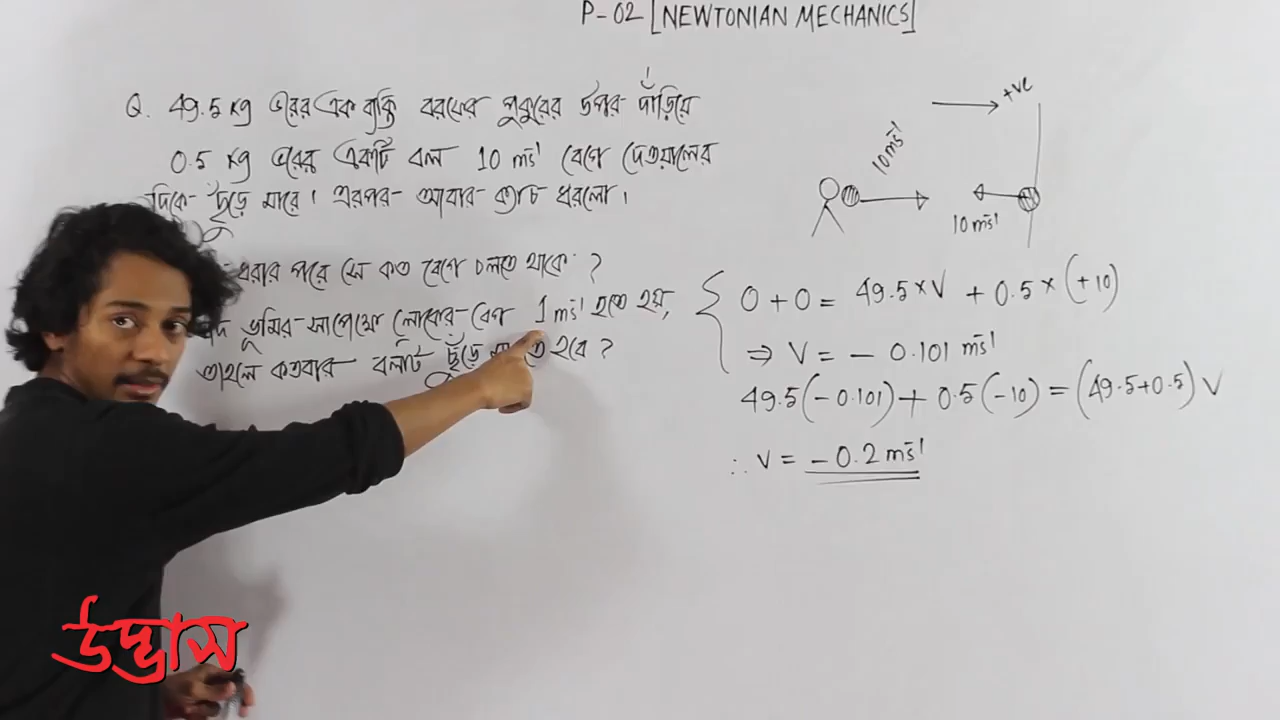 P-02 [NEWTONIAN MECHANICS]
Q. 49.5 kg ভরের এক ব্যক্তি বরফের পুকুরের উপর দাঁড়িয়ে
0.5 kg ভরের একটি বল 10 ms⁻¹ বেগে দেওয়ালের
দিকে ছুঁড়ে মারে। এরপর আবার ক্যাচ ধরলো।
ধরার পরে সে কত বেগে চলতে থাকে ?
ভূমির সাপেক্ষে লোকের বেগ 1 ms⁻¹ হতে হয়,
তাহলে কতবার বলটি ছুঁড়ে হবে ?
+ve
10 ms⁻¹
10 ms⁻¹
0 + 0 = 49.5 × V + 0.5 × (+10)
⇒ V = - 0.101 ms⁻¹
49.5(-0.101) + 0.5(-10) = (49.5+0.5) V
∴ V = - 0.2 ms⁻¹
উদ্ভাস